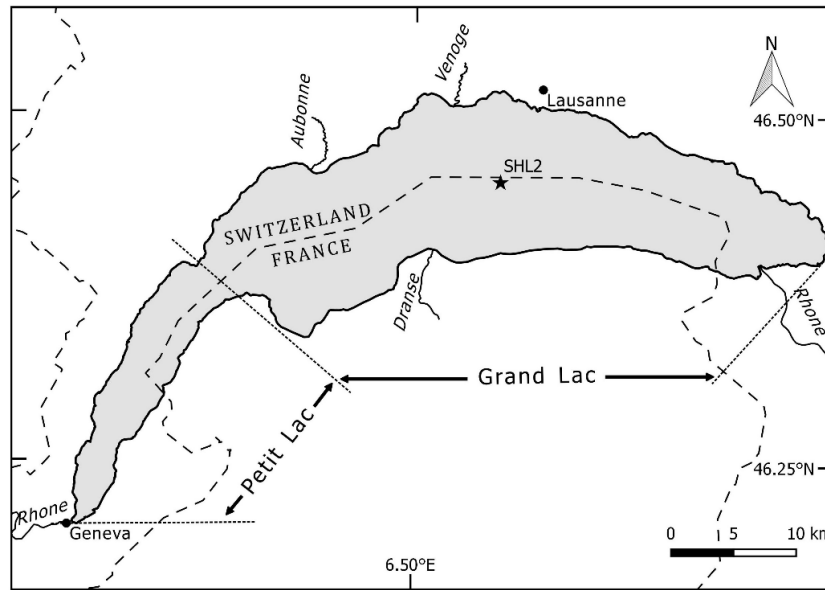 N
Venoge
Aubonne
Lausanne
46.50°N
SHL2
SWITZERLAND
FRANCE
Dranse
Rhone
Grand Lac
Petit Lac
46.25°N
Rhone
Geneva
0 5 10 km
6.50°E